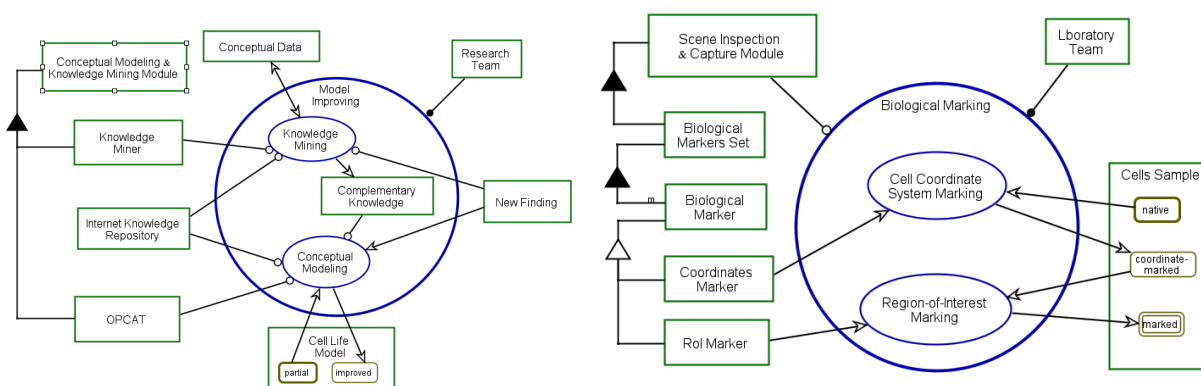 Conceptual Modeling &
Knowledge Mining Module
Conceptual Data
Research
Team
Model
Improving
Knowledge
Miner
Knowledge
Mining
Complementary
Knowledge
New Finding
Internet Knowledge
Repository
Conceptual
Modeling
OPCAT
Cell Life
Model
partial
improved
Scene Inspection
& Capture Module
Lboratory
Team
Biological Marking
Biological
Markers Set
Cell Coordinate
System Marking
Cells Sample
m
Biological
Marker
native
Coordinates
Marker
coordinate-
marked
Region-of-Interest
Marking
marked
RoI Marker